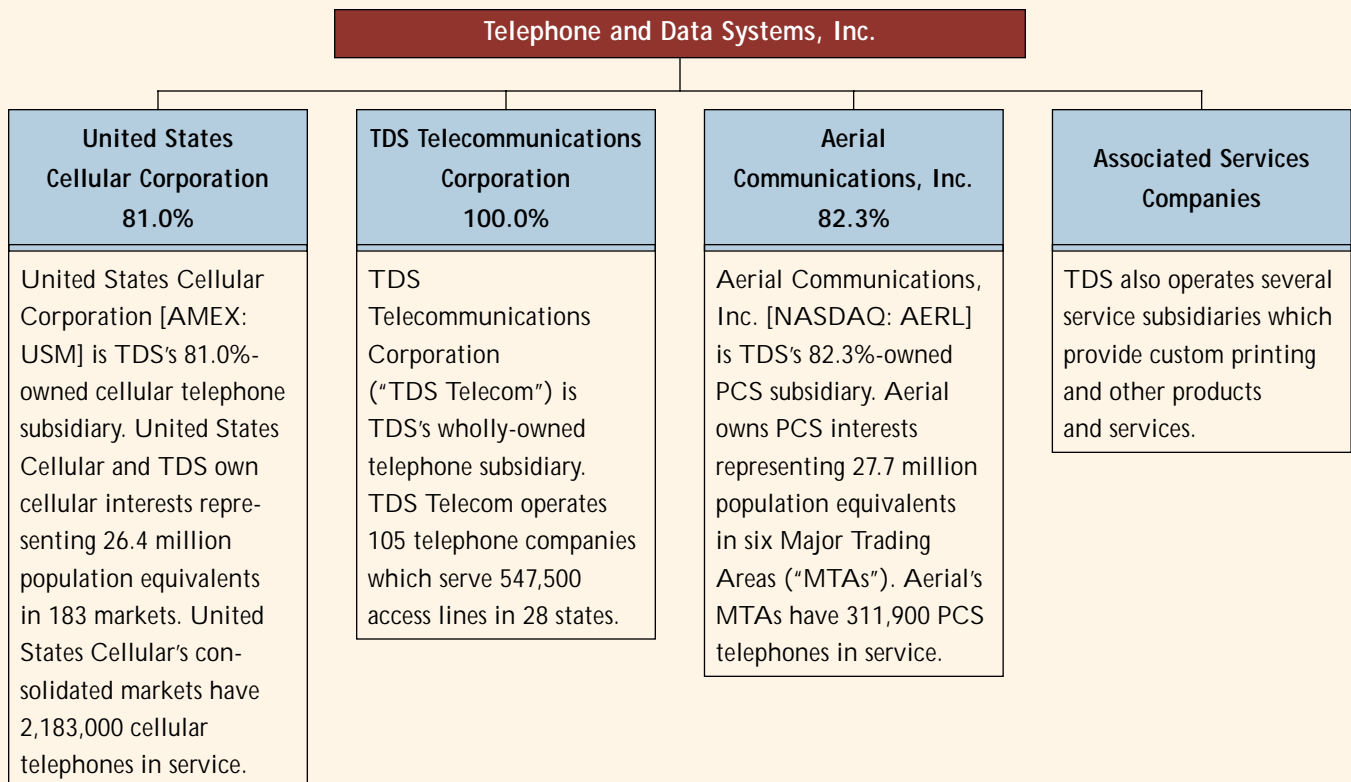 Telephone and Data Systems, Inc.
United States
Cellular Corporation
81.0%
United States Cellular
Corporation [AMEX:
USM] is TDS's 81.0%-
owned cellular telephone
subsidiary. United States
Cellular and TDS own
cellular interests repre-
senting 26.4 million
population equivalents
in 183 markets. United
States Cellular's con-
solidated markets have
2,183,000 cellular
telephones in service.
TDS Telecommunications
Corporation
100.0%
TDS
Telecommunications
Corporation
(“TDS Telecom”) is
TDS's wholly-owned
telephone subsidiary.
TDS Telecom operates
105 telephone companies
which serve 547,500
access lines in 28 states.
Aerial
Communications, Inc.
82.3%
Aerial Communications,
Inc. [NASDAQ: AERL]
is TDS's 82.3%-owned
PCS subsidiary. Aerial
owns PCS interests
representing 27.7 million
population equivalents
in six Major Trading
Areas (“MTAs”). Aerial's
MTAs have 311,900 PCS
telephones in service.
Associated Services
Companies
TDS also operates several
service subsidiaries which
provide custom printing
and other products
and services.